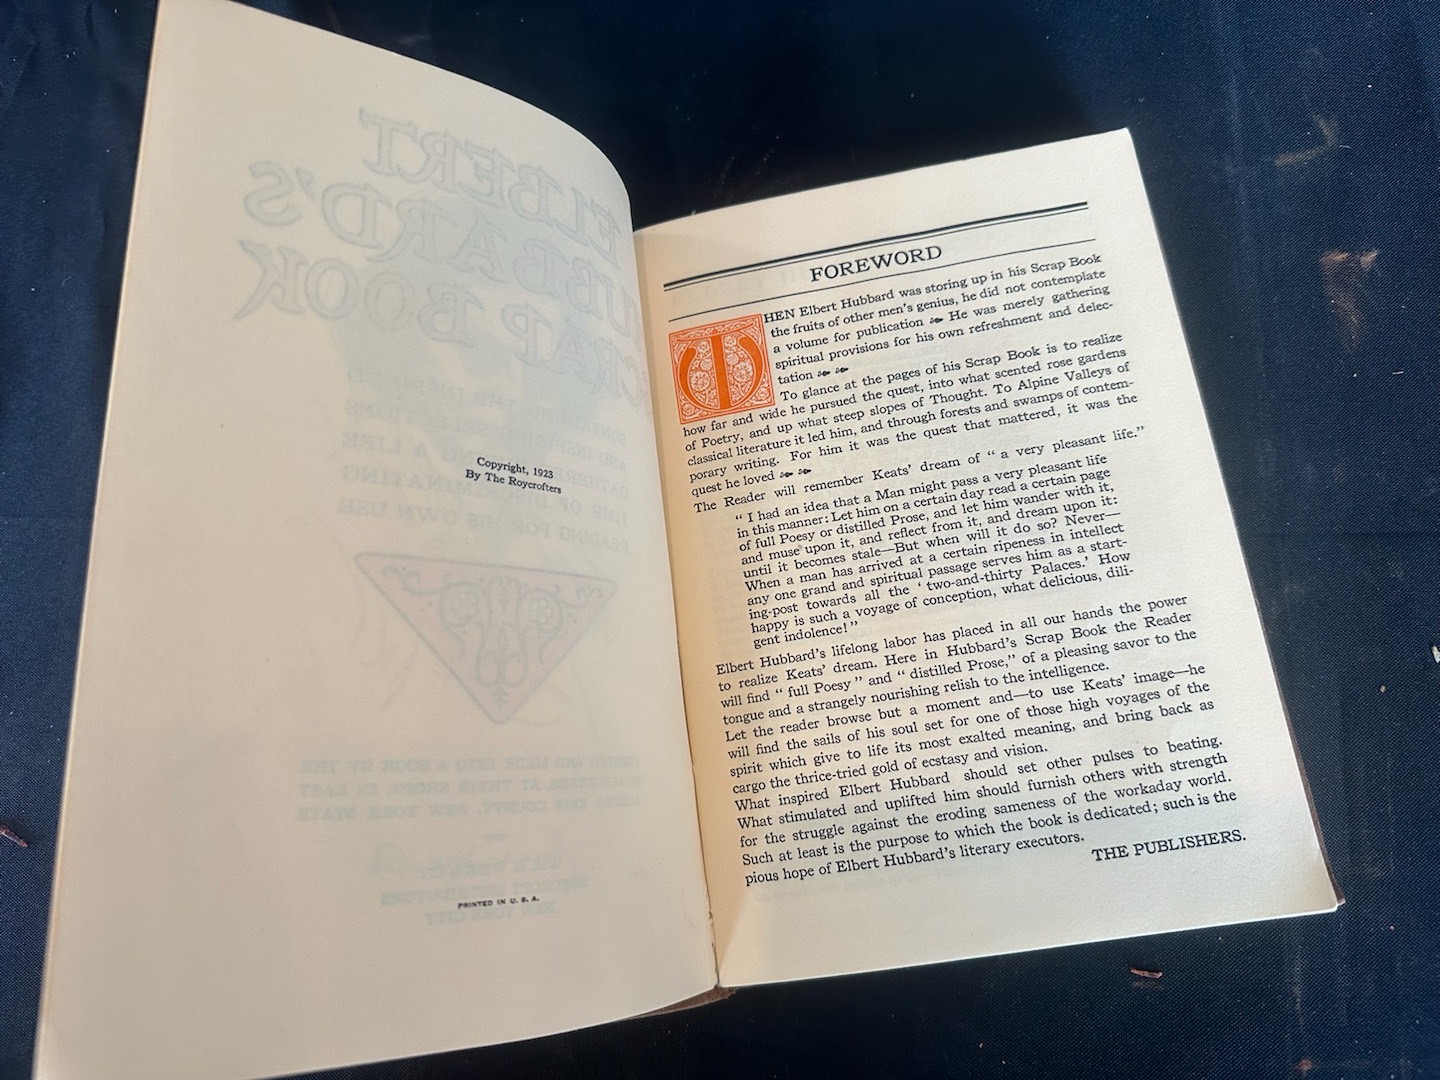 Copyright, 1923
By The Roycrofters
PRINTED IN U. S. A.
FOREWORD
WHEN Elbert Hubbard was storing up in his Scrap Book
the fruits of other men's genius, he did not contemplate
a volume for publication He was merely gathering
spiritual provisions for his own refreshment and delec-
tation
To glance at the pages of his Scrap Book is to realize
how far and wide he pursued the quest, into what scented rose gardens
of Poetry, and up what steep slopes of Thought. To Alpine Valleys of
classical literature it led him, and through forests and swamps of contem-
porary writing. For him it was the quest that mattered, it was the
quest he loved
The Reader will remember Keats' dream of “ a very pleasant life.”
“ I had an idea that a Man might pass a very pleasant life
in this manner: Let him on a certain day read a certain page
of full Poesy or distilled Prose, and let him wander with it,
and muse upon it, and reflect from it, and dream upon it:
until it becomes stale—But when will it do so? Never—
When a man has arrived at a certain ripeness in intellect
any one grand and spiritual passage serves him as a start-
ing-post towards all the ‘ two-and-thirty Palaces.’ How
happy is such a voyage of conception, what delicious, dili-
gent indolence!”
Elbert Hubbard's lifelong labor has placed in all our hands the power
to realize Keats' dream. Here in Hubbard's Scrap Book the Reader
will find “ full Poesy ” and “ distilled Prose,” of a pleasing savor to the
tongue and a strangely nourishing relish to the intelligence.
Let the reader browse but a moment and—to use Keats' image—he
will find the sails of his soul set for one of those high voyages of the
spirit which give to life its most exalted meaning, and bring back as
cargo the thrice-tried gold of ecstasy and vision.
What inspired Elbert Hubbard should set other pulses to beating.
What stimulated and uplifted him should furnish others with strength
for the struggle against the eroding sameness of the workaday world.
Such at least is the purpose to which the book is dedicated; such is the
pious hope of Elbert Hubbard's literary executors.
THE PUBLISHERS.